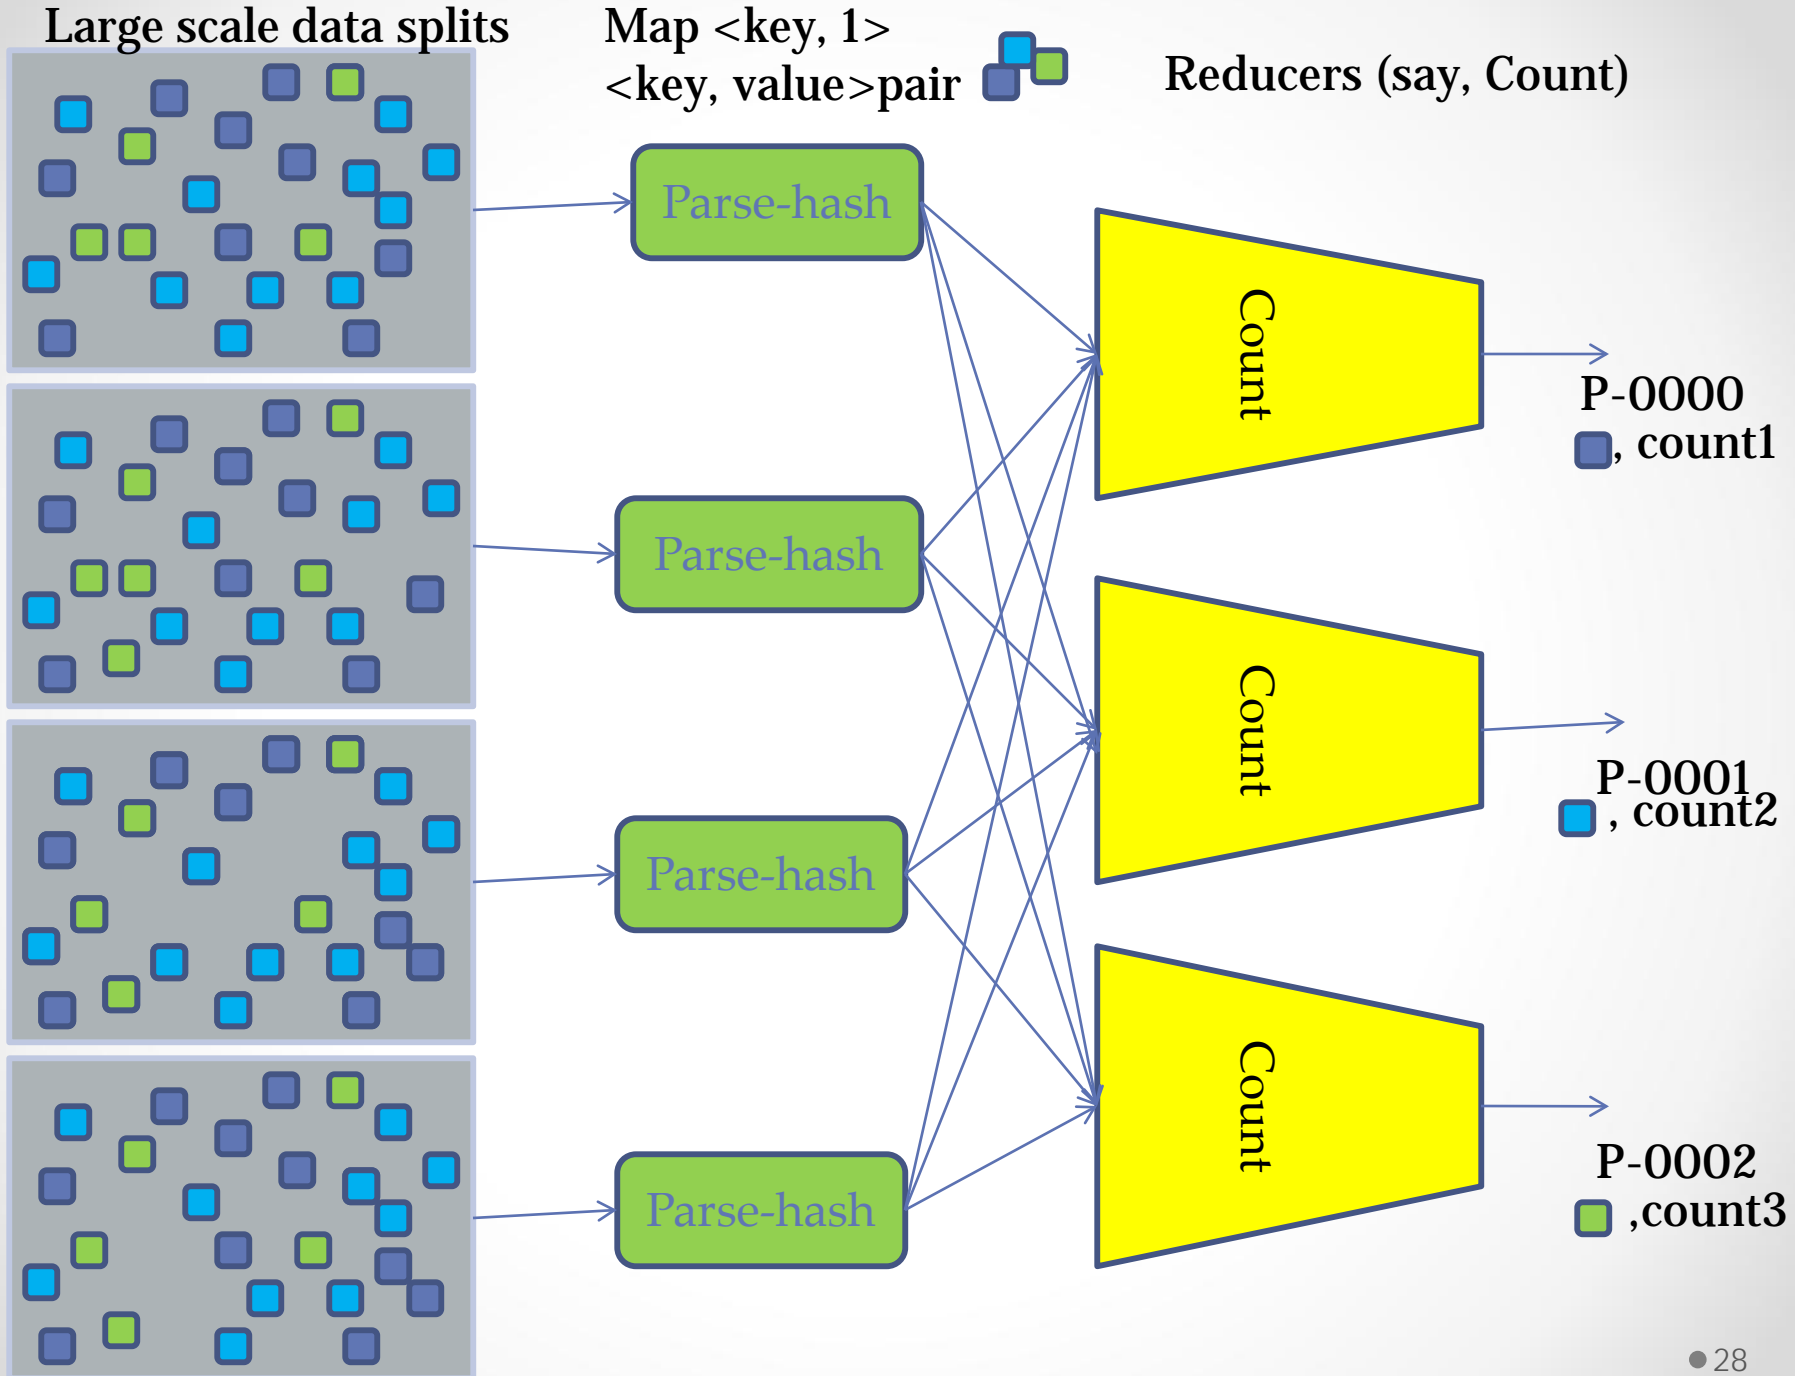 Large scale data splits
Map <key, 1>
<key, value>pair
Reducers (say, Count)
Parse-hash
Parse-hash
Parse-hash
Parse-hash
Count
Count
Count
P-0000
, count1
P-0001
, count2
P-0002
,count3
28